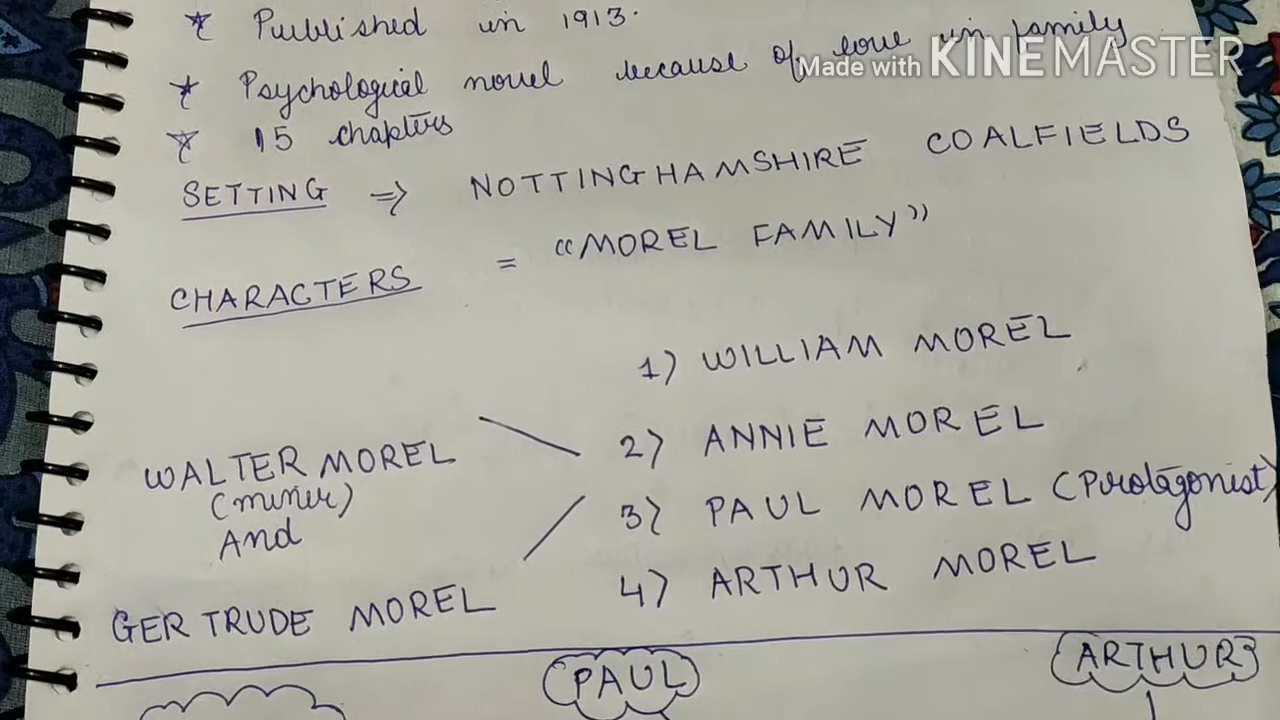 ★ Published in 1913.
★ Psychological novel because of love in family
Made with KINEMASTER
★ 15 chapters
SETTING ⇒ NOTTINGHAMSHIRE COALFIELDS
CHARACTERS = "MOREL FAMILY"
1) WILLIAM MOREL
2) ANNIE MOREL
WALTER MOREL
(miner)
3) PAUL MOREL (Protagonist)
And
4) ARTHUR MOREL
GERTRUDE MOREL
PAUL
ARTHUR